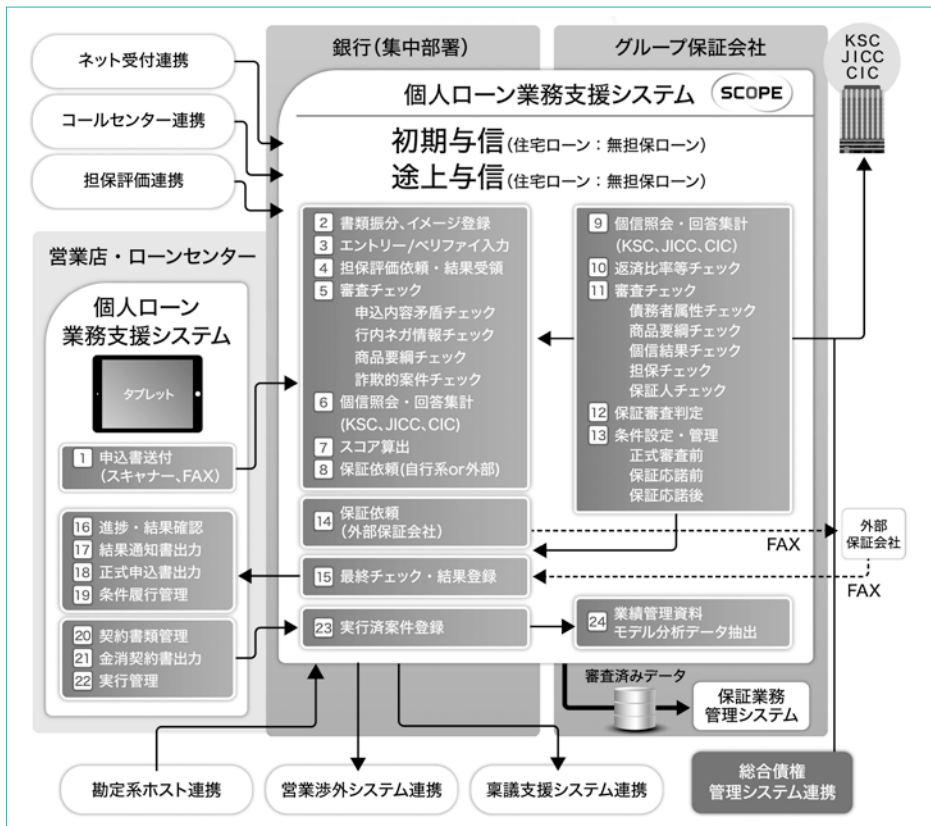 銀行(集中部署)
グループ保証会社
KSC
JICC
CIC
ネット受付連携
コールセンター連携
担保評価連携
個人ローン業務支援システム
SCOPE
初期与信(住宅ローン：無担保ローン)
途上与信(住宅ローン：無担保ローン)
営業店・ローンセンター
個人ローン
業務支援システム
タブレット
1 申込書送付
(スキャナー、FAX)
16 進捗・結果確認
17 結果通知書出力
18 正式申込書出力
19 条件履行管理
20 契約書類管理
21 金消契約書出力
22 実行管理
2 書類振分、イメージ登録
3 エントリー/ベリファイ入力
4 担保評価依頼・結果受領
5 審査チェック
申込内容矛盾チェック
行内ネガ情報チェック
商品要綱チェック
詐欺的案件チェック
6 個信照会・回答集計
(KSC、JICC、CIC)
7 スコア算出
8 保証依頼(自行系or外部)
9 個信照会・回答集計
(KSC、JICC、CIC)
10 返済比率等チェック
11 審査チェック
債務者属性チェック
商品要綱チェック
個信結果チェック
担保チェック
保証人チェック
12 保証審査判定
13 条件設定・管理
正式審査前
保証応諾前
保証応諾後
14 保証依頼
(外部保証会社)
FAX
外部
保証会社
15 最終チェック・結果登録
FAX
23 実行済案件登録
24 業績管理資料
モデル分析データ抽出
審査済みデータ
保証業務
管理システム
勘定系ホスト連携
営業渉外システム連携
稟議支援システム連携
総合債権
管理システム連携